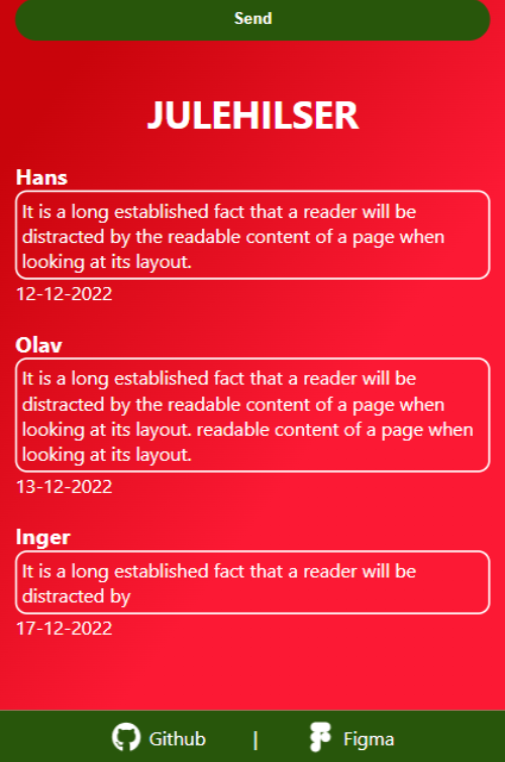 Send
JULEHILSER
Hans
It is a long established fact that a reader will be
distracted by the readable content of a page when
looking at its layout.
12-12-2022
Olav
It is a long established fact that a reader will be
distracted by the readable content of a page when
looking at its layout. readable content of a page when
looking at its layout.
13-12-2022
Inger
It is a long established fact that a reader will be
distracted by
17-12-2022
Github | Figma